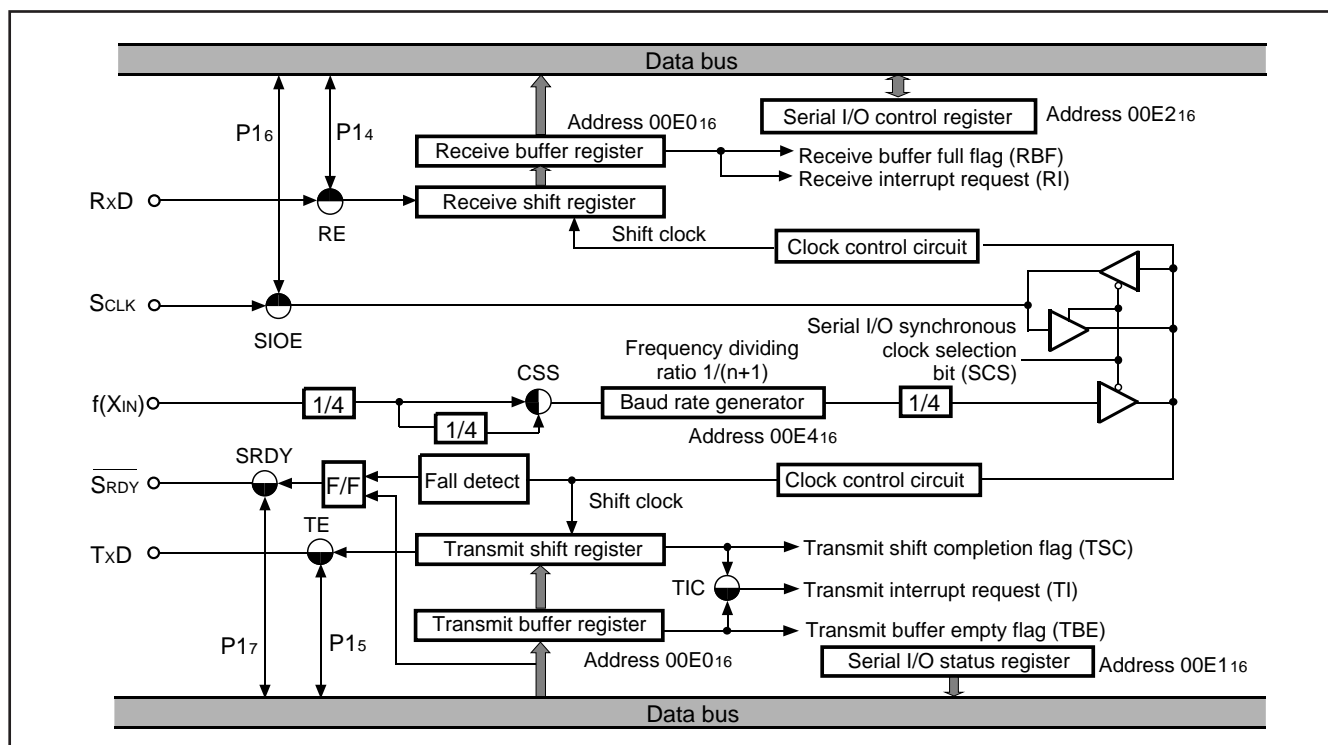 Data bus
P16
P14
Address 00E016
Serial I/O control register
Address 00E216
Receive buffer register
Receive buffer full flag (RBF)
Receive interrupt request (RI)
RxD
Receive shift register
RE
Shift clock
Clock control circuit
SCLK
SIOE
Serial I/O synchronous
clock selection
bit (SCS)
Frequency dividing
ratio 1/(n+1)
CSS
f(XIN)
1/4
1/4
Baud rate generator
1/4
Address 00E416
SRDY
SRDY
F/F
Fall detect
Clock control circuit
Shift clock
TE
TxD
Transmit shift register
Transmit shift completion flag (TSC)
TIC
Transmit interrupt request (TI)
Transmit buffer register
Transmit buffer empty flag (TBE)
P17
P15
Address 00E016
Serial I/O status register
Address 00E116
Data bus